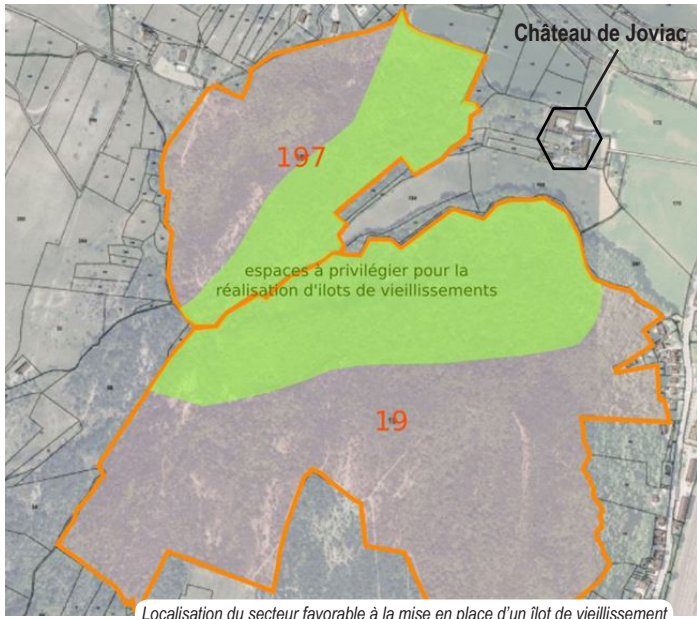 Château de Joviac
197
espaces à privilégier pour la
réalisation d'ilots de vieillissements
19
Localisation du secteur favorable à la mise en place d'un îlot de vieillissement